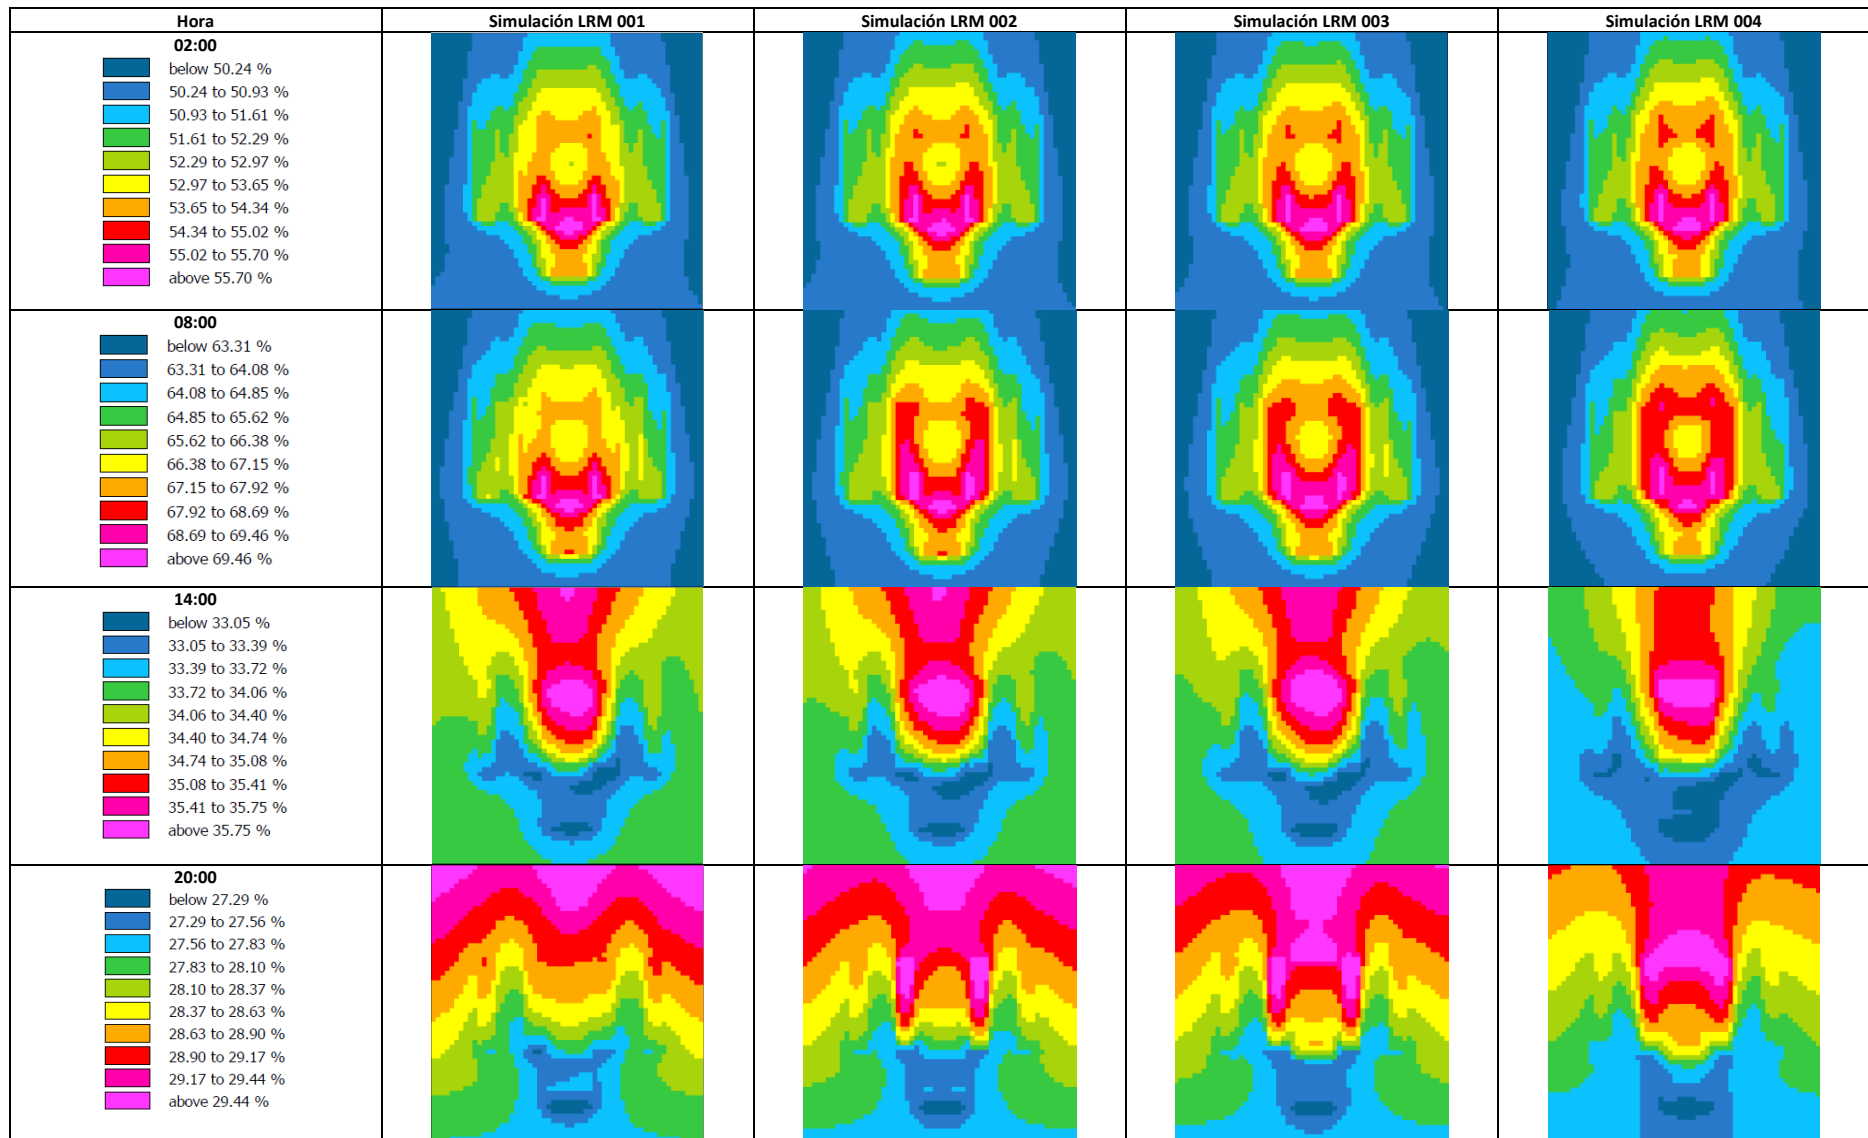 Hora Simulación LRM 001 Simulación LRM 002 Simulación LRM 003 Simulación LRM 004
02:00
below 50.24 %
50.24 to 50.93 %
50.93 to 51.61 %
51.61 to 52.29 %
52.29 to 52.97 %
52.97 to 53.65 %
53.65 to 54.34 %
54.34 to 55.02 %
55.02 to 55.70 %
above 55.70 %
08:00
below 63.31 %
63.31 to 64.08 %
64.08 to 64.85 %
64.85 to 65.62 %
65.62 to 66.38 %
66.38 to 67.15 %
67.15 to 67.92 %
67.92 to 68.69 %
68.69 to 69.46 %
above 69.46 %
14:00
below 33.05 %
33.05 to 33.39 %
33.39 to 33.72 %
33.72 to 34.06 %
34.06 to 34.40 %
34.40 to 34.74 %
34.74 to 35.08 %
35.08 to 35.41 %
35.41 to 35.75 %
above 35.75 %
20:00
below 27.29 %
27.29 to 27.56 %
27.56 to 27.83 %
27.83 to 28.10 %
28.10 to 28.37 %
28.37 to 28.63 %
28.63 to 28.90 %
28.90 to 29.17 %
29.17 to 29.44 %
above 29.44 %